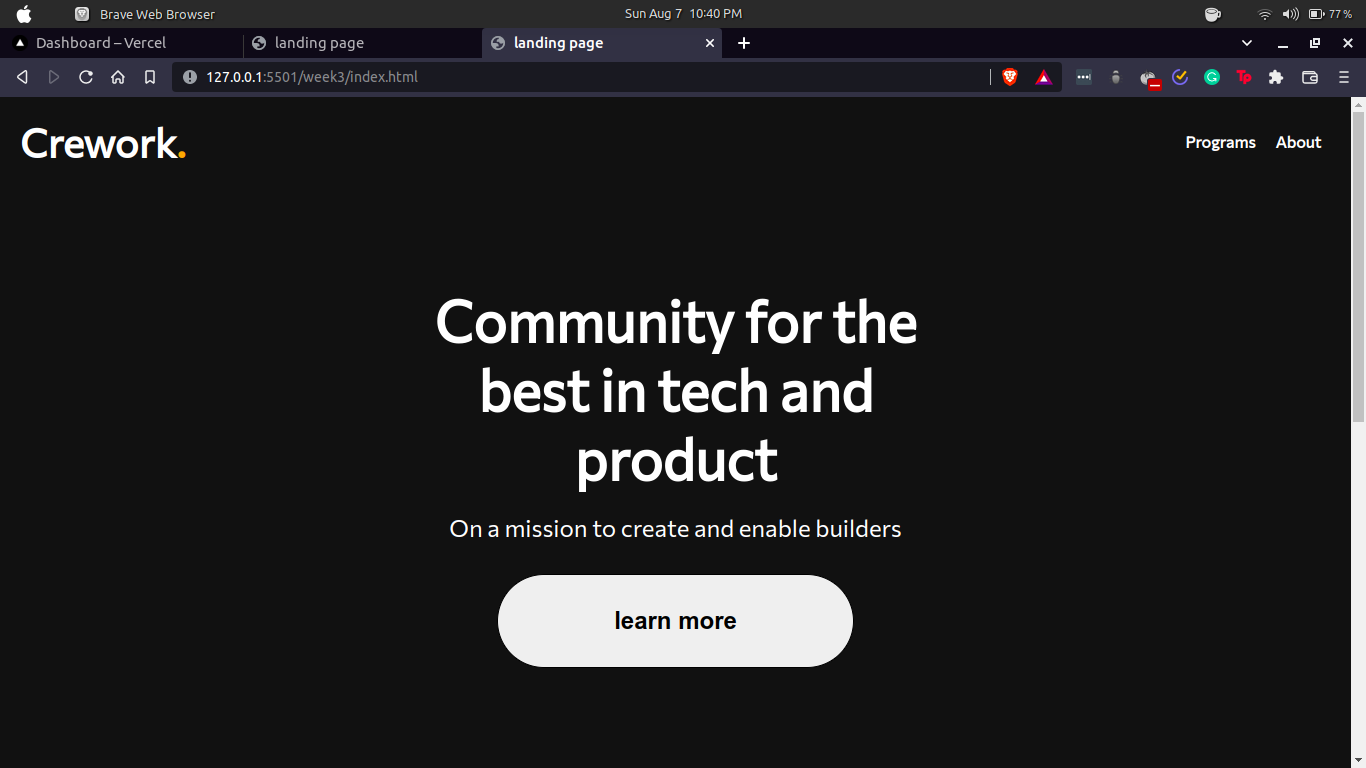 Brave Web Browser
Sun Aug 7 10:40 PM
77 %
Dashboard – Vercel
landing page
landing page
127.0.0.1:5501/week3/index.html
Tp
Crework.
Programs
About
Community for the
best in tech and
product
On a mission to create and enable builders
learn more